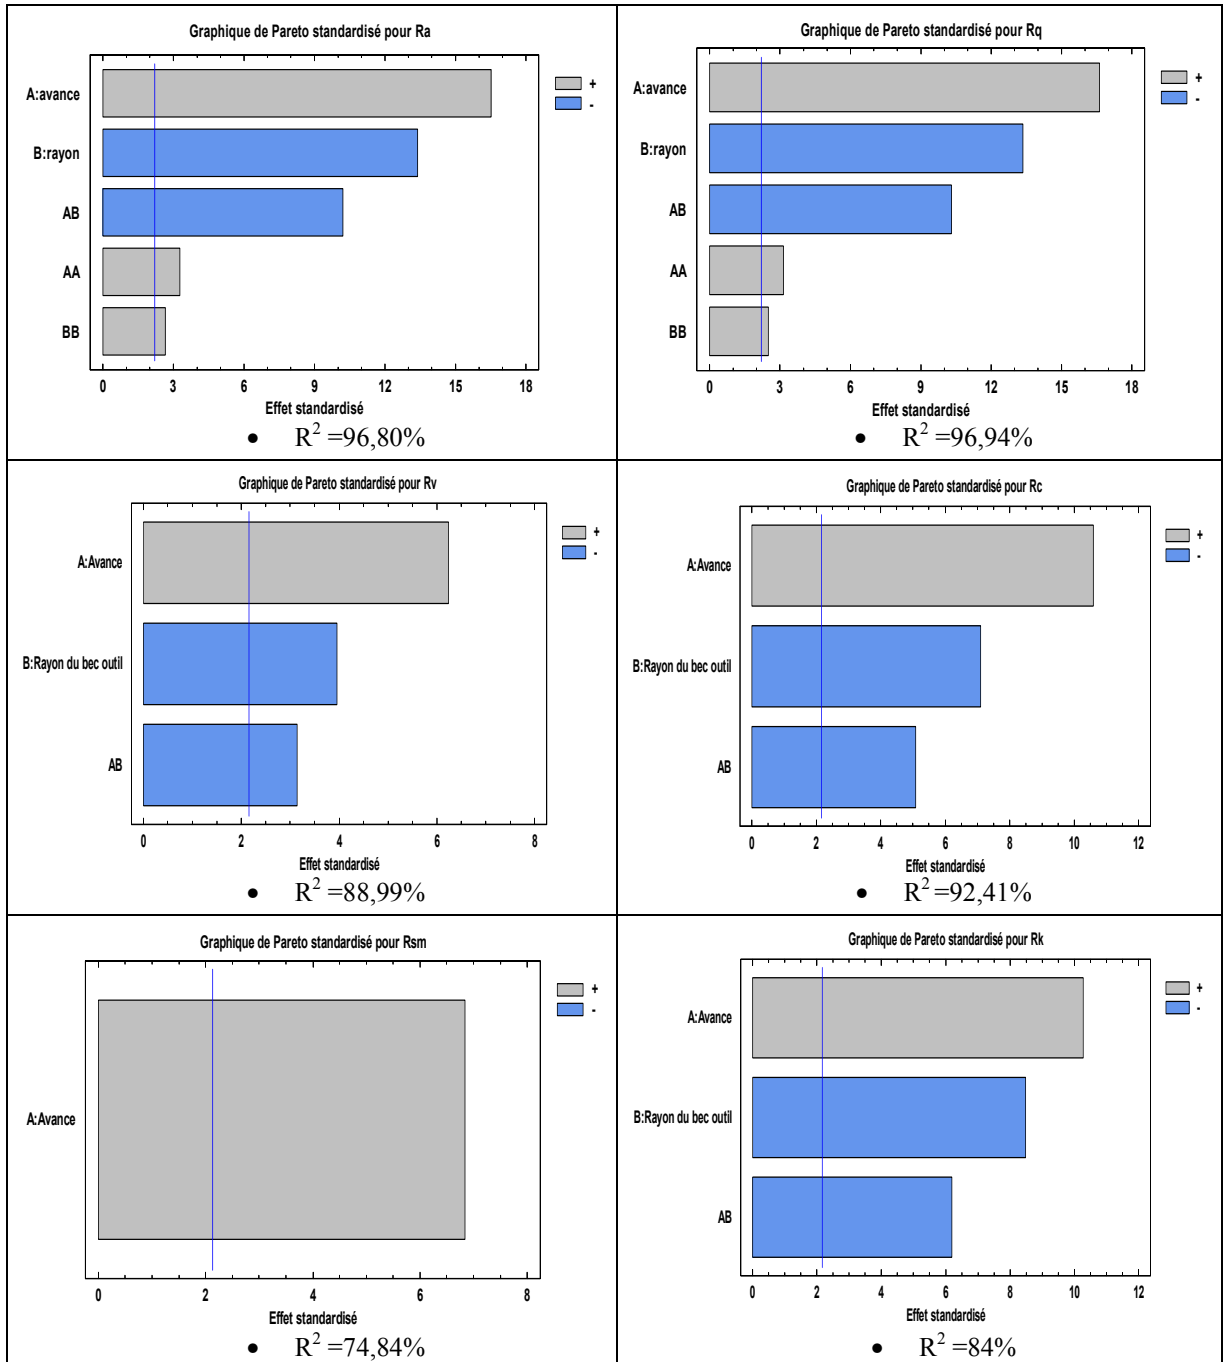 Graphique de Pareto standardisé pour Ra
A:avance
B:rayon
AB
AA
BB
+
-
0 3 6 9 12 15 18
Effet standardisé
• R² =96,80%
Graphique de Pareto standardisé pour Rq
A:avance
B:rayon
AB
AA
BB
+
-
0 3 6 9 12 15 18
Effet standardisé
• R² =96,94%
Graphique de Pareto standardisé pour Rv
A:Avance
B:Rayon du bec outil
AB
+
-
0 2 4 6 8
Effet standardisé
• R² =88,99%
Graphique de Pareto standardisé pour Rc
A:Avance
B:Rayon du bec outil
AB
+
-
0 2 4 6 8 10 12
Effet standardisé
• R² =92,41%
Graphique de Pareto standardisé pour Rsm
A:Avance
+
-
0 2 4 6 8
Effet standardisé
• R² =74,84%
Graphique de Pareto standardisé pour Rk
A:Avance
B:Rayon du bec outil
AB
+
-
0 2 4 6 8 10 12
Effet standardisé
• R² =84%